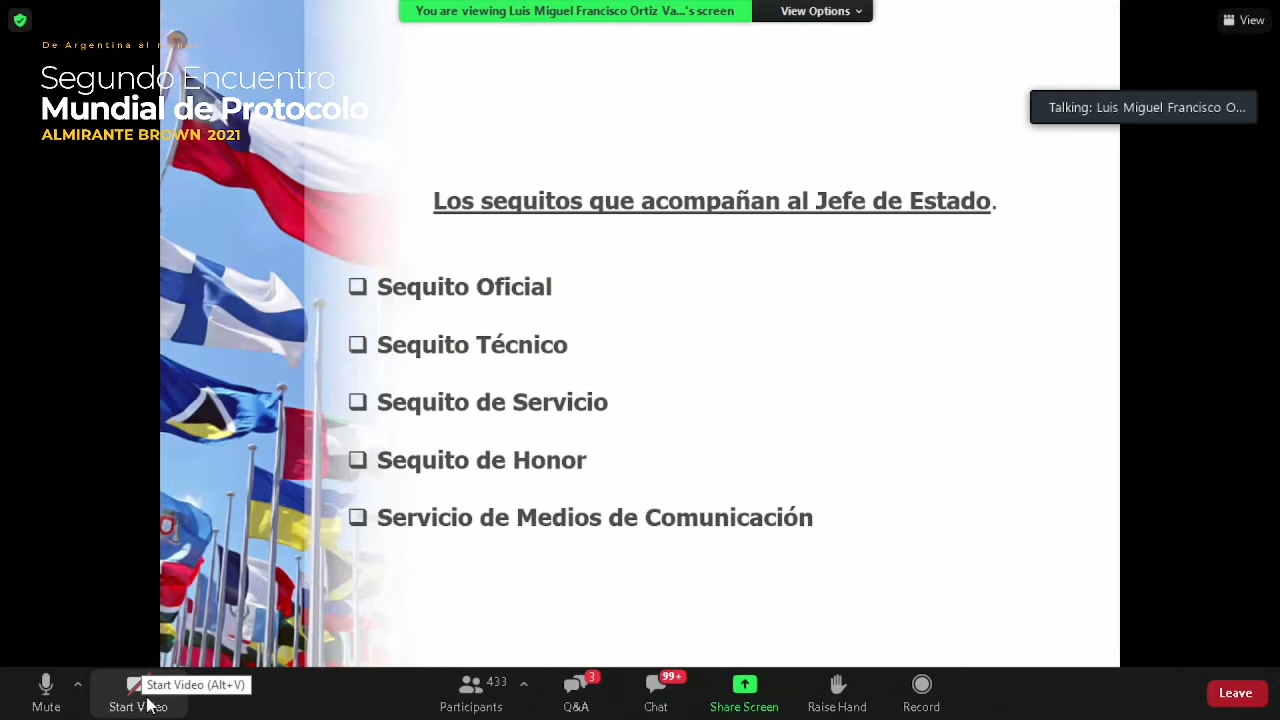 You are viewing Luis Miguel Francisco Ortiz Va...'s screen
View Options
View
De Argentina al mundo
Segundo Encuentro
Mundial de Protocolo
ALMIRANTE BROWN 2021
Talking: Luis Miguel Francisco O...
Los sequitos que acompañan al Jefe de Estado.
❑ Sequito Oficial
❑ Sequito Técnico
❑ Sequito de Servicio
❑ Sequito de Honor
❑ Servicio de Medios de Comunicación
Start Video (Alt+V)
433
3
99+
Mute
Start Video
Participants
Q&A
Chat
Share Screen
Raise Hand
Record
Leave